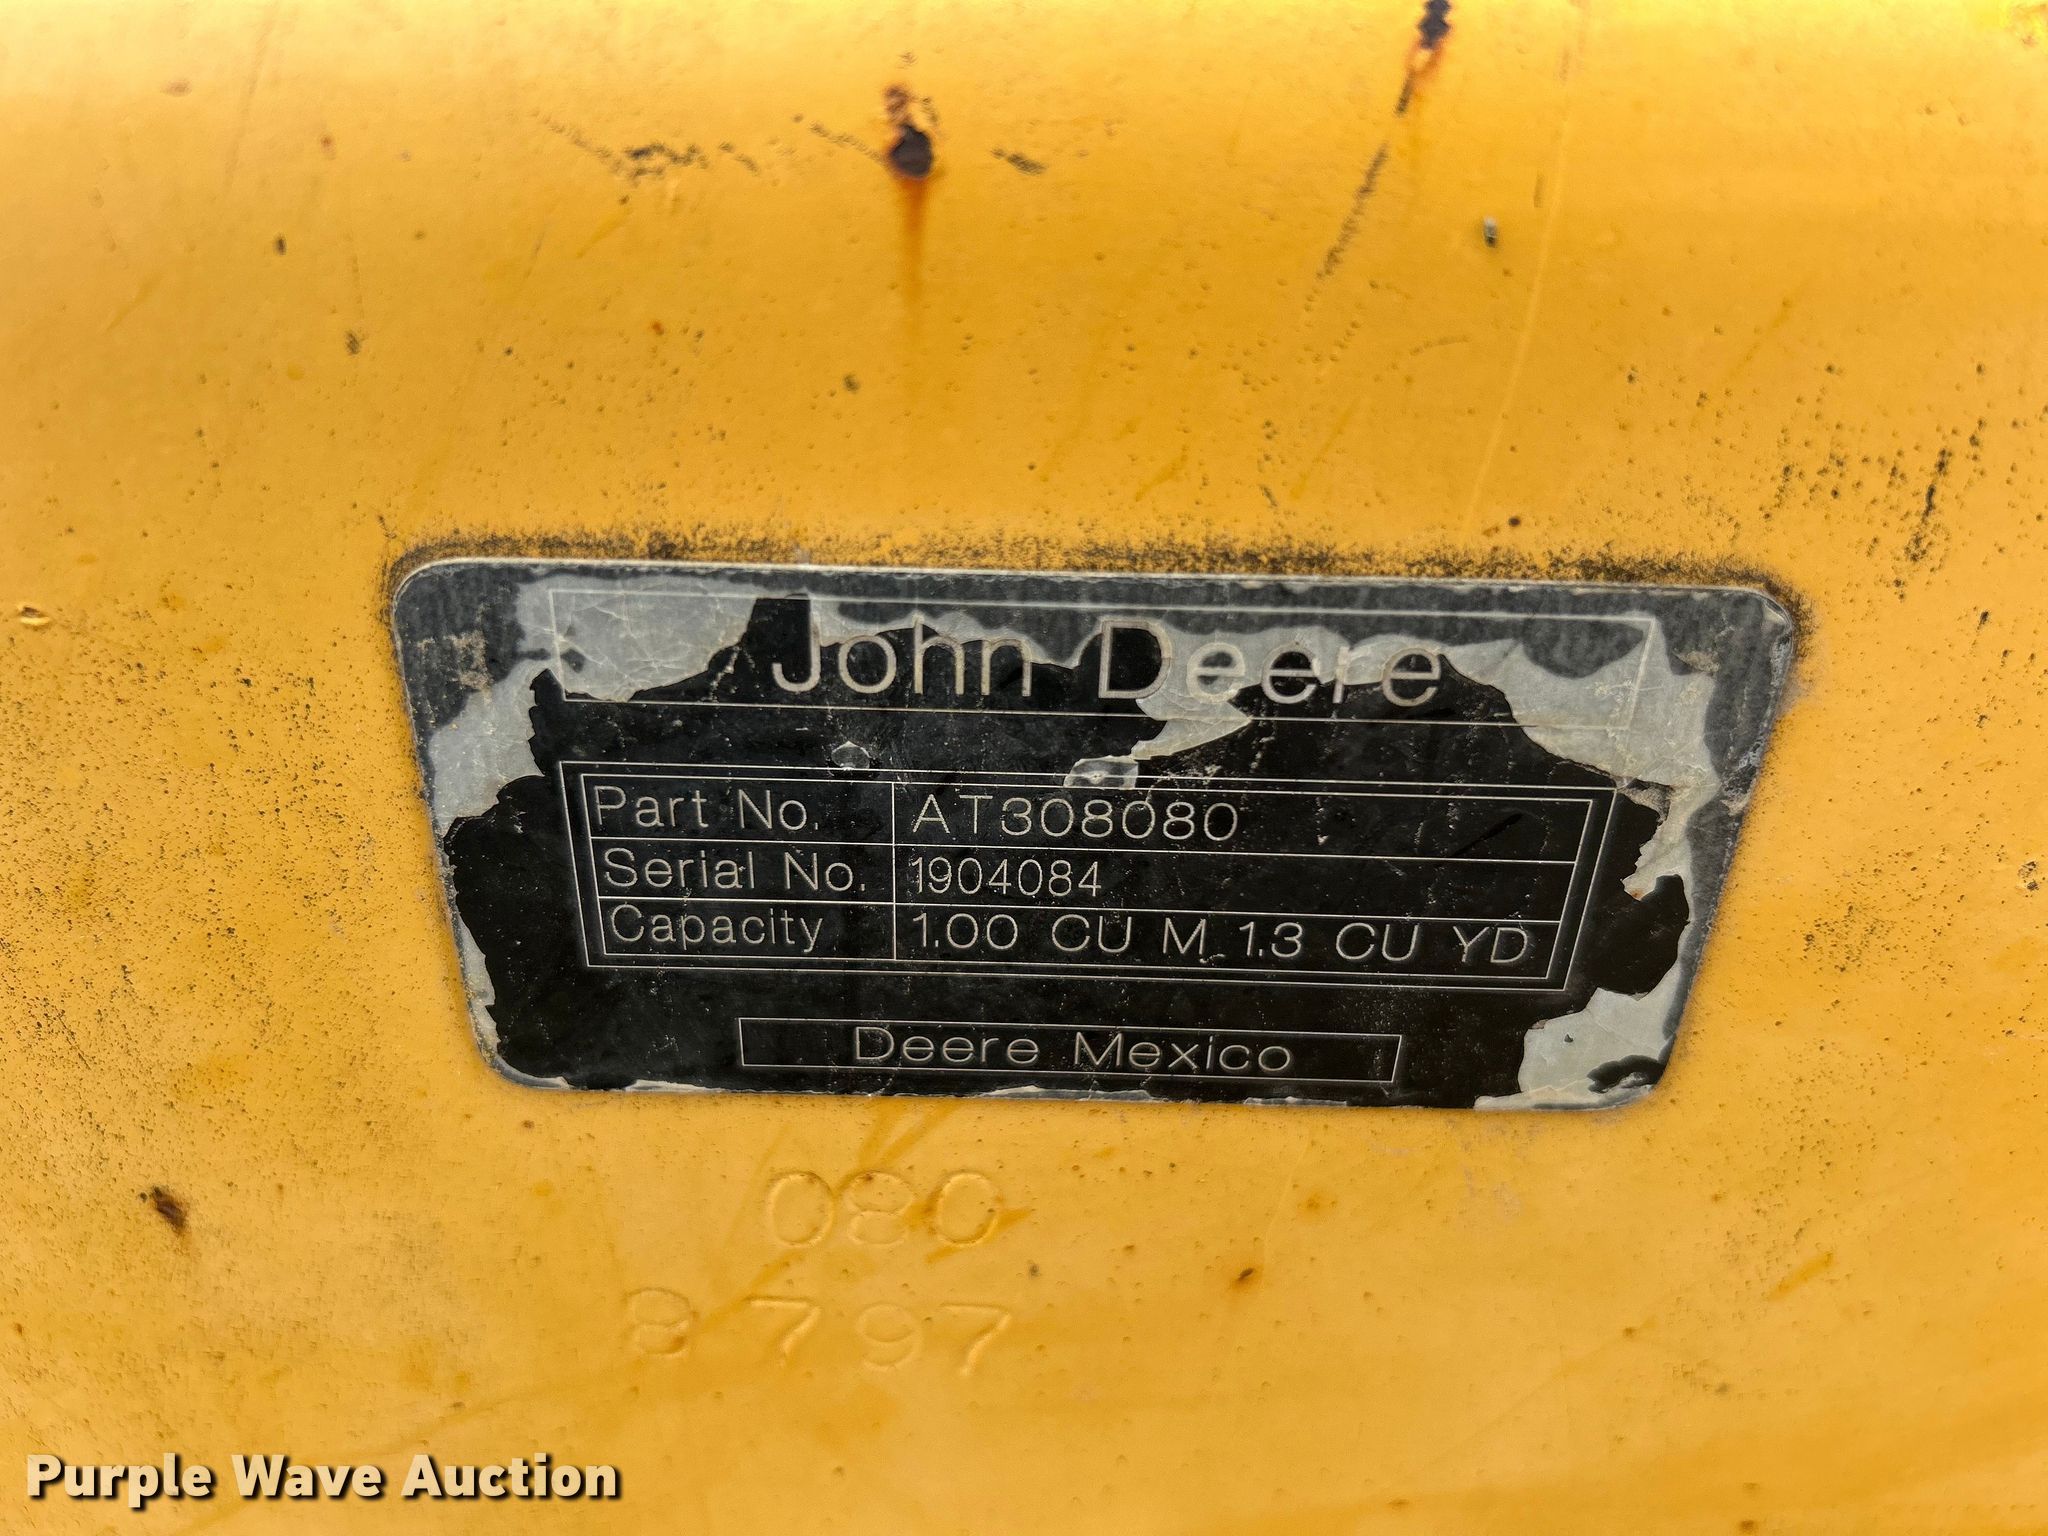 John Deere
Part No. AT308080
Serial No. 1904084
Capacity 1.00 CU M 1.3 CU YD
Deere Mexico
080
8797
Purple Wave Auction